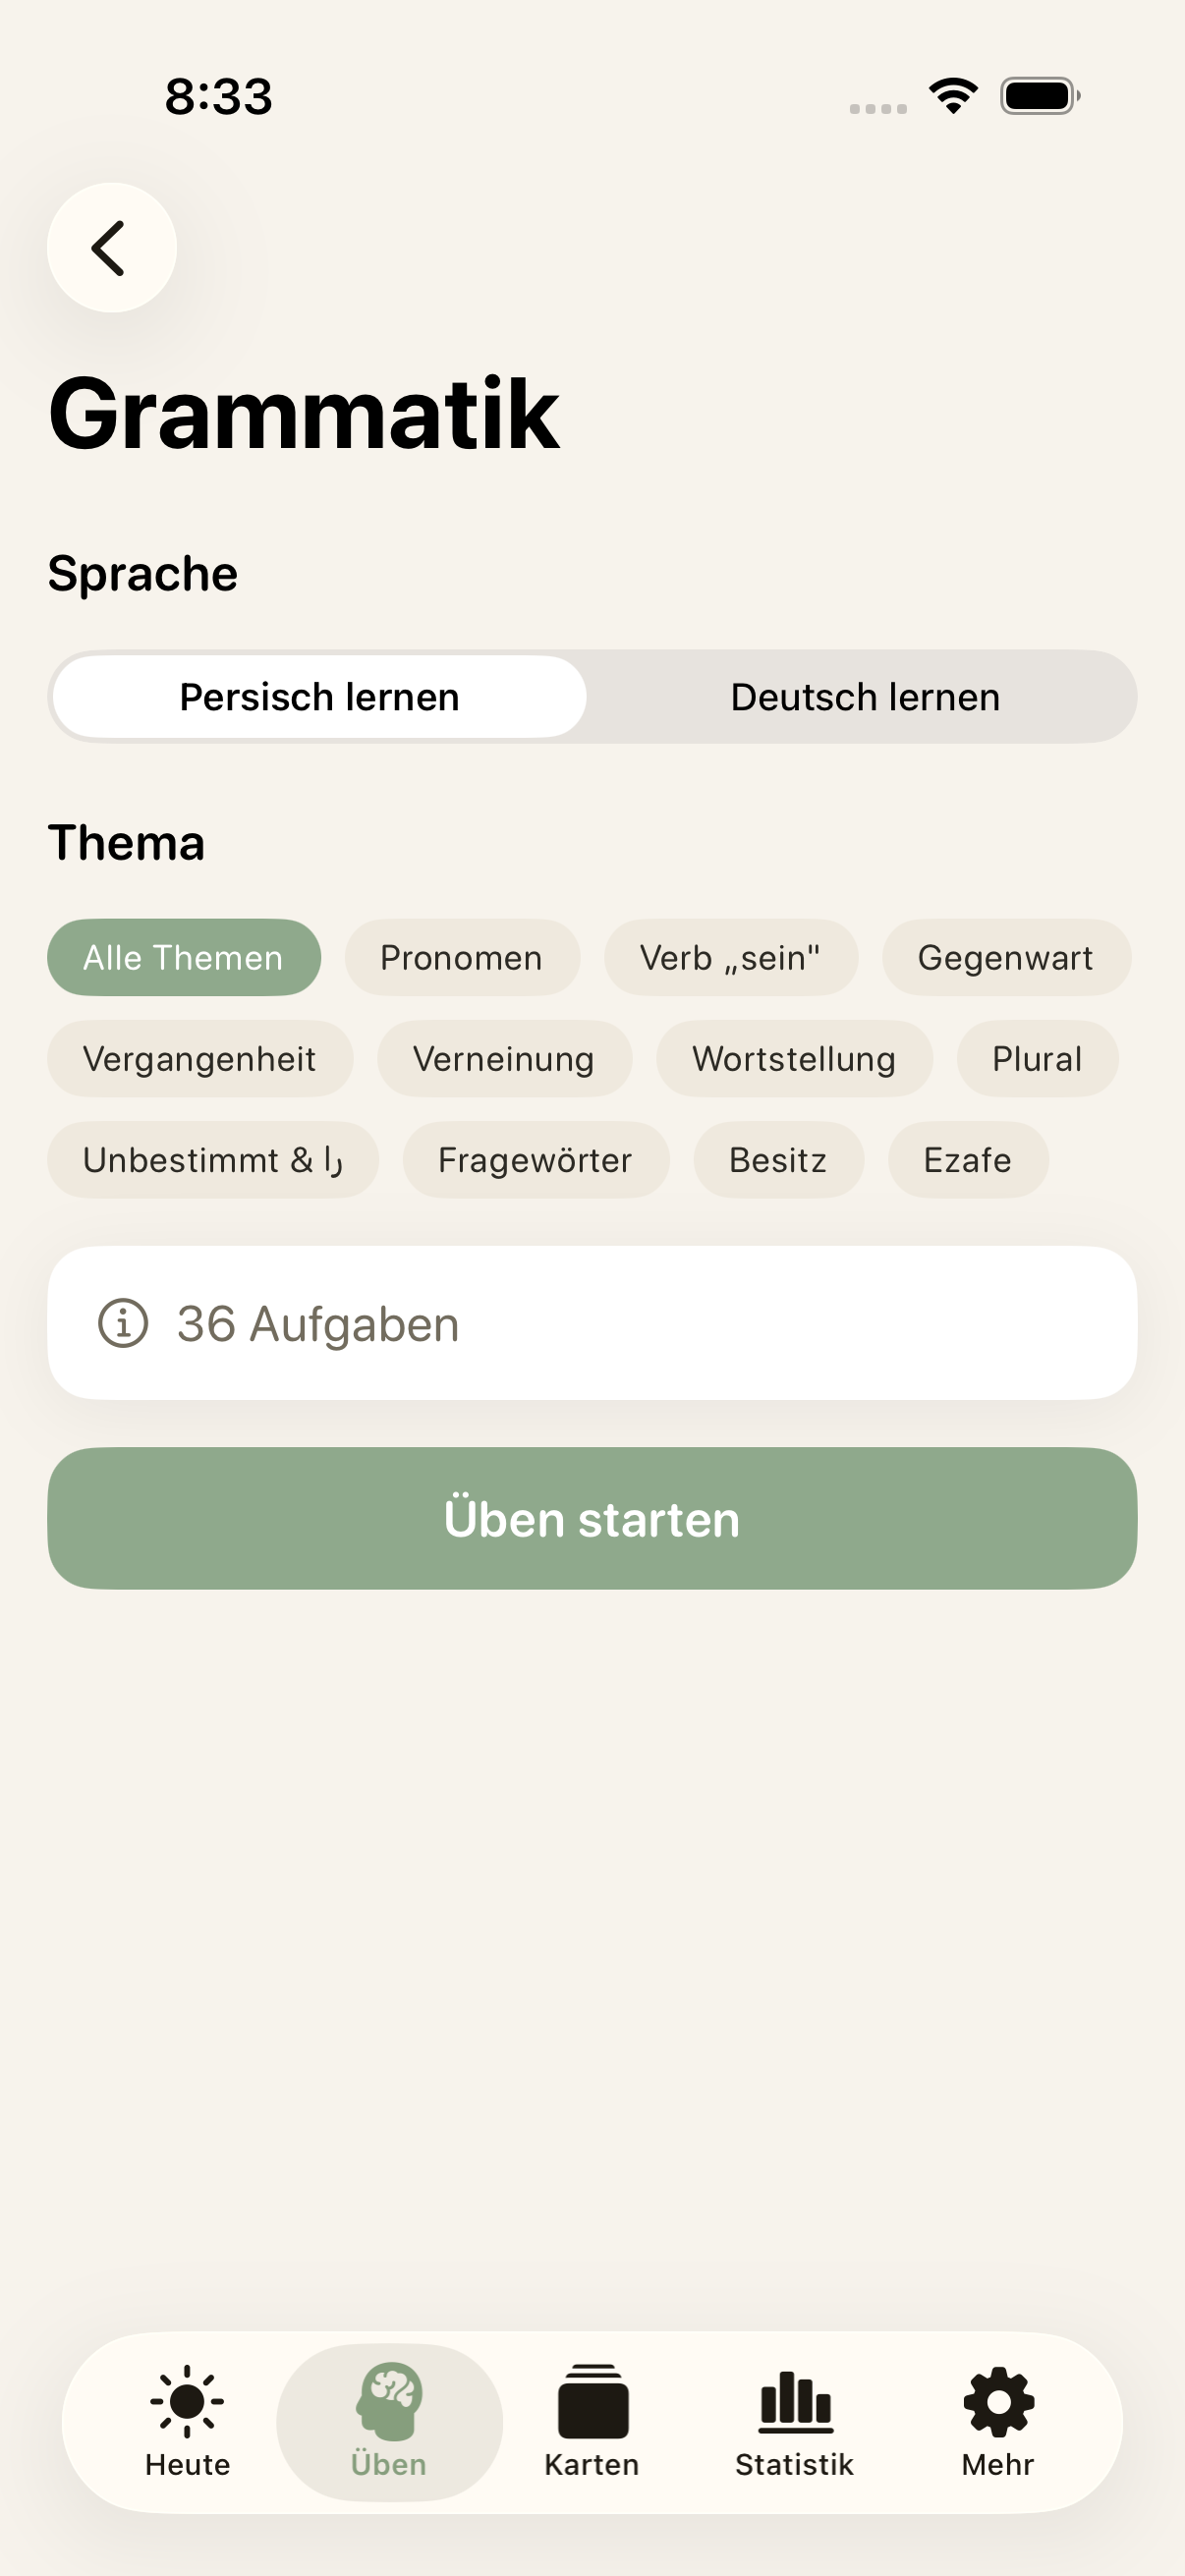 8:33
Grammatik
Sprache
Persisch lernen Deutsch lernen
Thema
Alle Themen Pronomen Verb „sein" Gegenwart
Vergangenheit Verneinung Wortstellung Plural
Unbestimmt & را Fragewörter Besitz Ezafe
36 Aufgaben
Üben starten
Heute Üben Karten Statistik Mehr